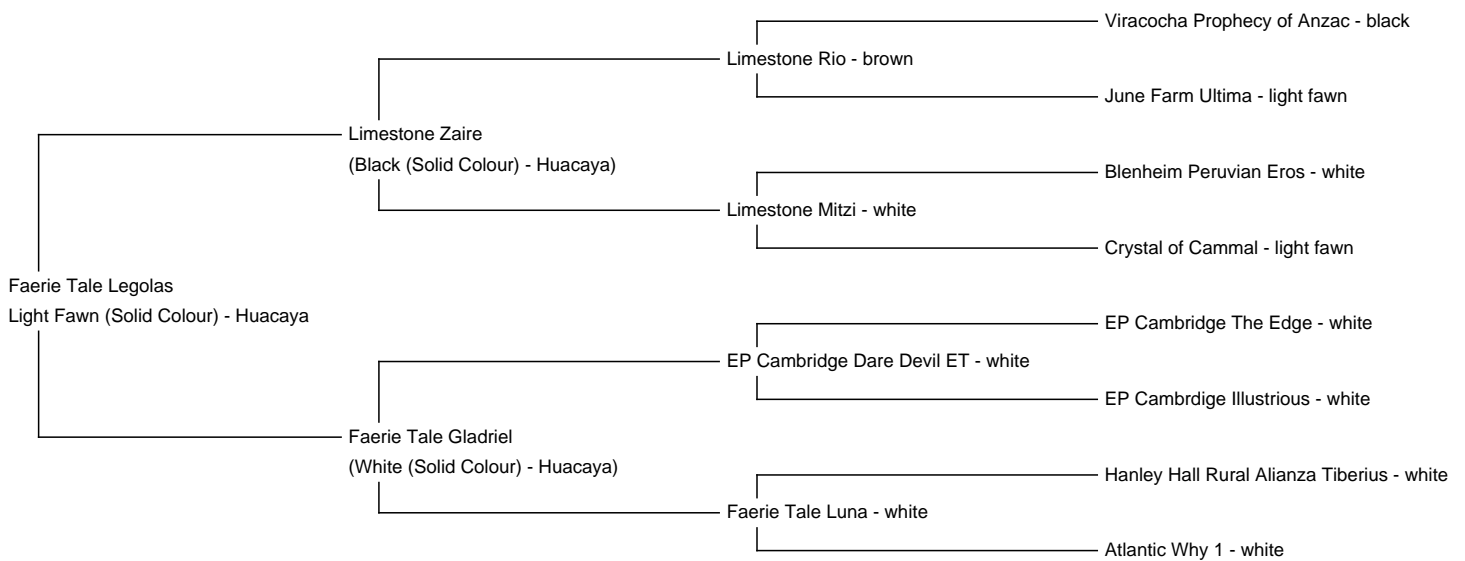 Viracocha Prophecy of Anzac - black
Limestone Rio - brown
June Farm Ultima - light fawn
Limestone Zaire
(Black (Solid Colour) - Huacaya)
Blenheim Peruvian Eros - white
Limestone Mitzi - white
Crystal of Cammal - light fawn
Faerie Tale Legolas
Light Fawn (Solid Colour) - Huacaya
EP Cambridge The Edge - white
EP Cambridge Dare Devil ET - white
EP Cambrdige Illustrious - white
Faerie Tale Gladriel
(White (Solid Colour) - Huacaya)
Hanley Hall Rural Alianza Tiberius - white
Faerie Tale Luna - white
Atlantic Why 1 - white